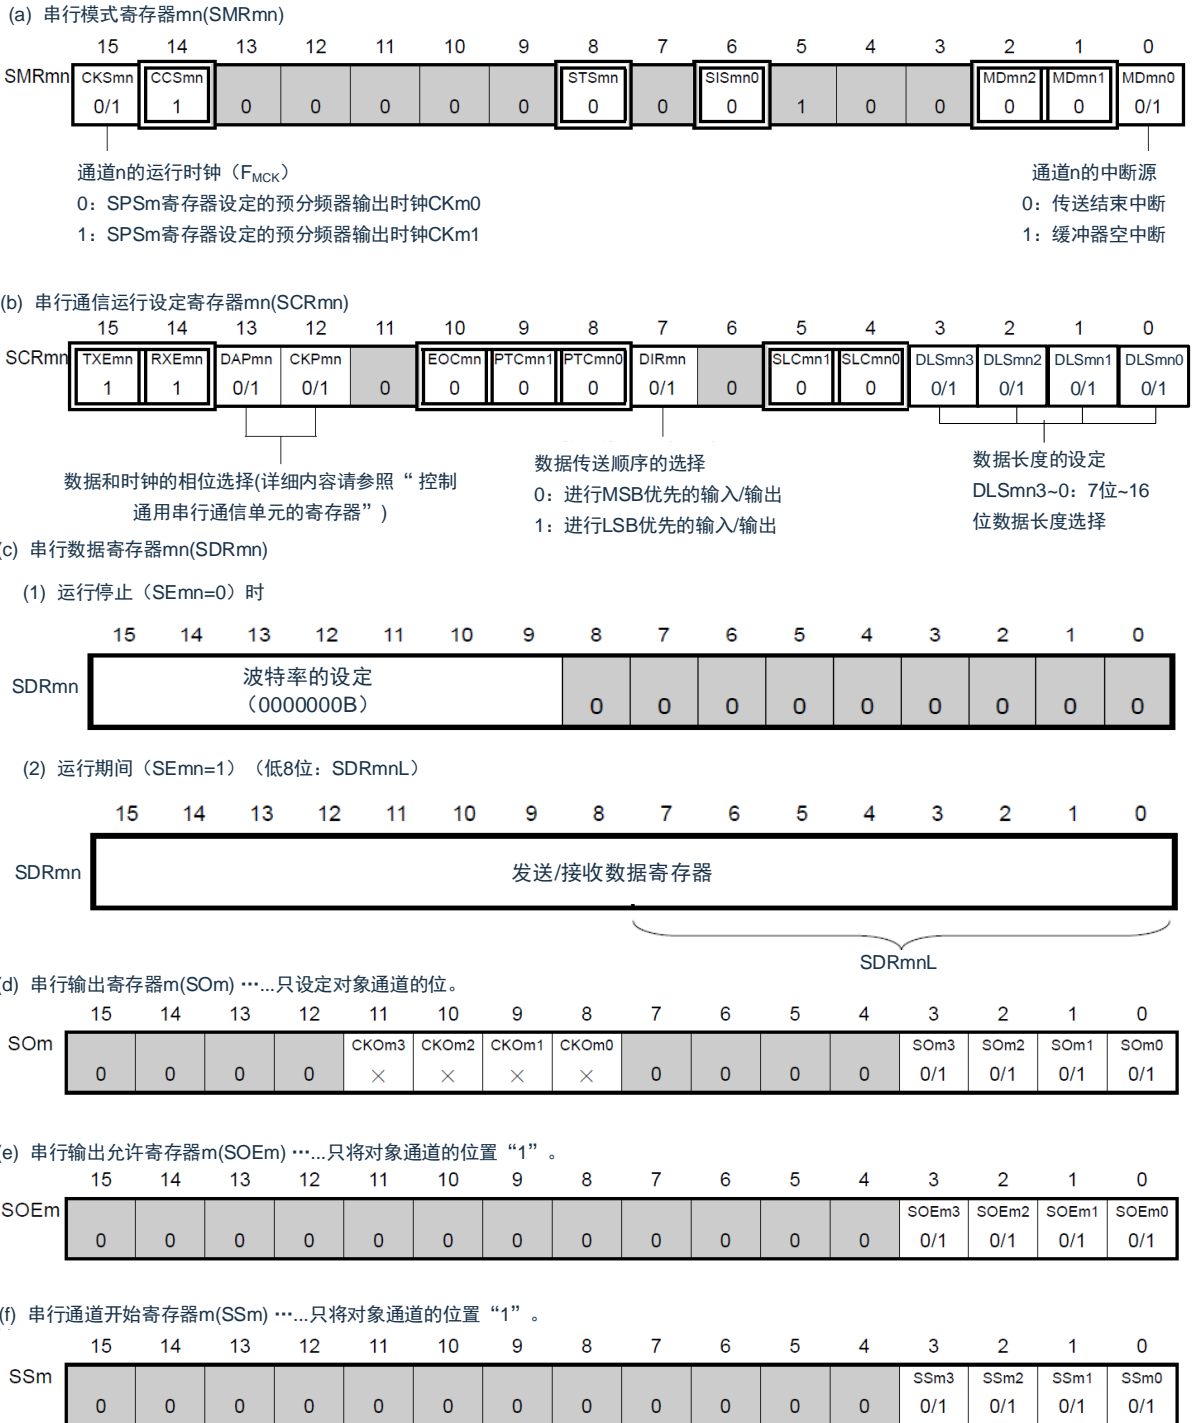 (a) 串行模式寄存器mn(SMRmn)
15 14 13 12 11 10 9 8 7 6 5 4 3 2 1 0
SMRmn CKSmn CCSmn STSmn SISmn0 MDmn2 MDmn1 MDmn0
0/1 1 0 0 0 0 0 0 0 0 1 0 0 0 0 0/1
通道n的运行时钟（FMCK） 通道n的中断源
0：SPSm寄存器设定的预分频器输出时钟CKm0 0：传送结束中断
1：SPSm寄存器设定的预分频器输出时钟CKm1 1：缓冲器空中断
(b) 串行通信运行设定寄存器mn(SCRmn)
15 14 13 12 11 10 9 8 7 6 5 4 3 2 1 0
SCRmn TXEmn RXEmn DAPmn CKPmn EOCmn PTCmn1 PTCmn0 DIRmn SLCmn1 SLCmn0 DLSmn3 DLSmn2 DLSmn1 DLSmn0
1 1 0/1 0/1 0 0 0 0 0/1 0 0 0 0/1 0/1 0/1 0/1
数据和时钟的相位选择(详细内容请参照“ 控制
通用串行通信单元的寄存器”)
数据传送顺序的选择
0：进行MSB优先的输入/输出
1：进行LSB优先的输入/输出
数据长度的设定
DLSmn3~0：7位~16
位数据长度选择
(c) 串行数据寄存器mn(SDRmn)
(1) 运行停止（SEmn=0）时
15 14 13 12 11 10 9 8 7 6 5 4 3 2 1 0
SDRmn 波特率的设定
（0000000B） 0 0 0 0 0 0 0 0 0
(2) 运行期间（SEmn=1）（低8位：SDRmnL）
15 14 13 12 11 10 9 8 7 6 5 4 3 2 1 0
SDRmn 发送/接收数据寄存器
SDRmnL
(d) 串行输出寄存器m(SOm) ⋯...只设定对象通道的位。
15 14 13 12 11 10 9 8 7 6 5 4 3 2 1 0
SOm CKOm3 CKOm2 CKOm1 CKOm0 SOm3 SOm2 SOm1 SOm0
0 0 0 0 × × × × 0 0 0 0 0/1 0/1 0/1 0/1
(e) 串行输出允许寄存器m(SOEm) ⋯...只将对象通道的位置“1”。
15 14 13 12 11 10 9 8 7 6 5 4 3 2 1 0
SOEm SOEm3 SOEm2 SOEm1 SOEm0
0 0 0 0 0 0 0 0 0 0 0 0 0/1 0/1 0/1 0/1
(f) 串行通道开始寄存器m(SSm) ⋯...只将对象通道的位置“1”。
15 14 13 12 11 10 9 8 7 6 5 4 3 2 1 0
SSm SSm3 SSm2 SSm1 SSm0
0 0 0 0 0 0 0 0 0 0 0 0 0/1 0/1 0/1 0/1